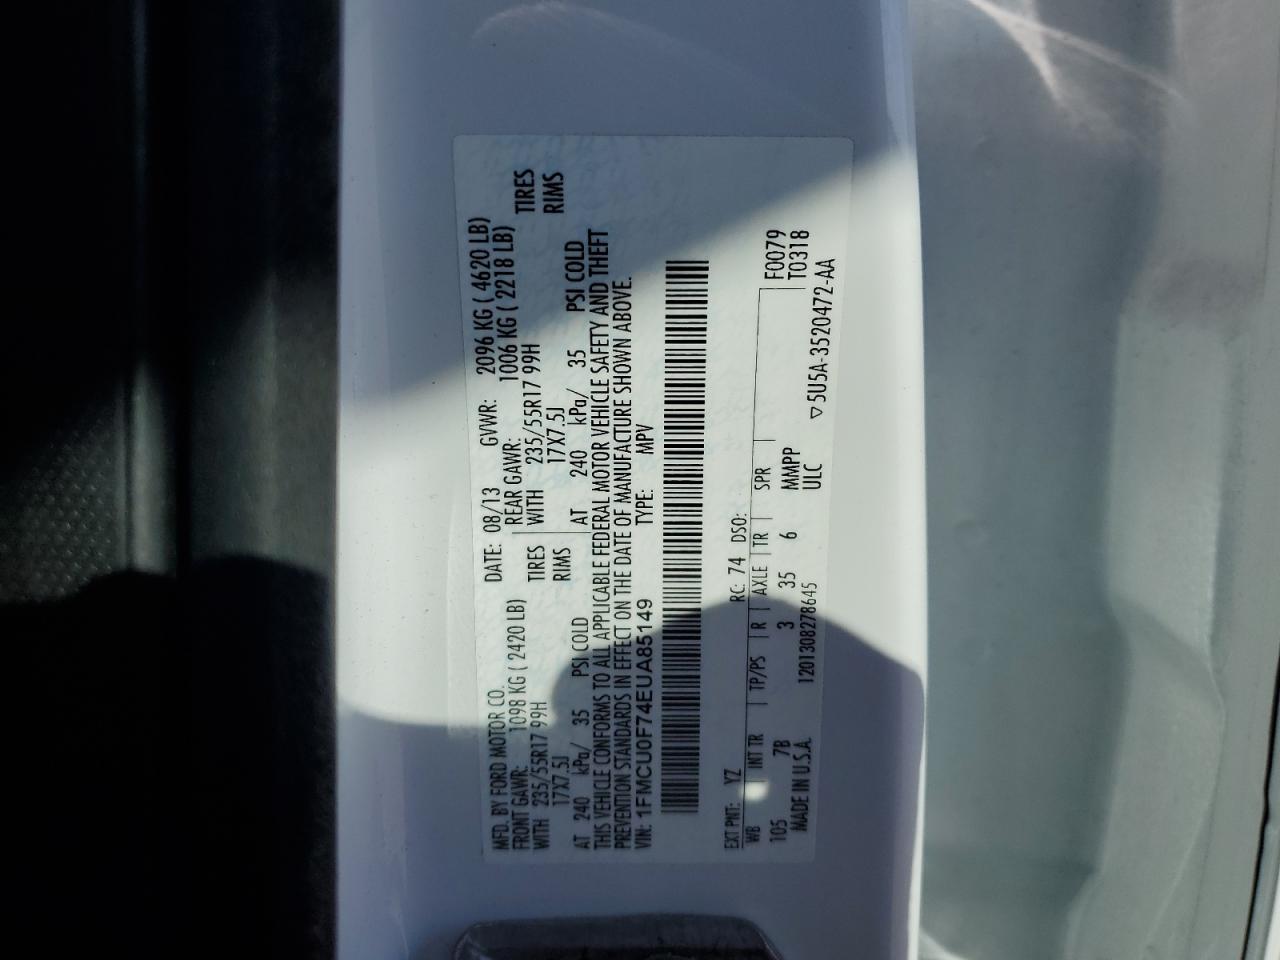 MFD. BY FORD MOTOR CO.
DATE: 08/13 GVWR: 2096 KG ( 4620 LB)
FRONT GAWR: 1098 KG ( 2420 LB) REAR GAWR: 1006 KG ( 2218 LB)
WITH 235/55R17 99H TIRES WITH 235/55R17 99H TIRES
17X7.5J RIMS 17X7.5J RIMS
AT 240 kPa/ 35 PSI COLD AT 240 kPa/ 35 PSI COLD
THIS VEHICLE CONFORMS TO ALL APPLICABLE FEDERAL MOTOR VEHICLE SAFETY AND THEFT
PREVENTION STANDARDS IN EFFECT ON THE DATE OF MANUFACTURE SHOWN ABOVE.
VIN: 1FMCU0F74EUA85149 TYPE: MPV
EXT PNT: YZ RC: 74 DSO:
WB INT TR TP/PS R AXLE TR SPR F0079
105 7B 3 35 6 MMPP T0318
MADE IN U.S.A. 1201308278645 ULC ▽5U5A-3520472-AA